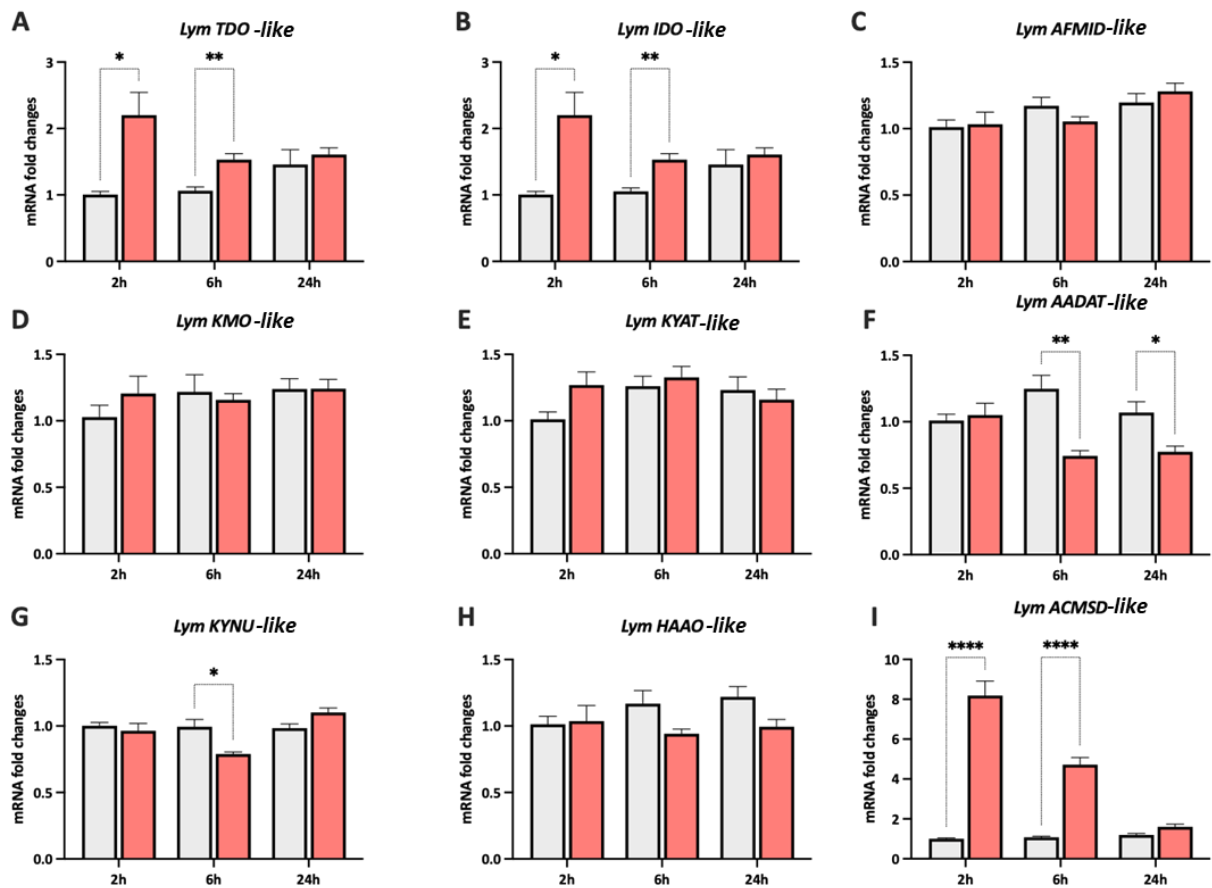 A
Lym TDO-like
mRNA fold changes
3
2
1
0
*
**
2h
6h
24h
B
Lym IDO-like
mRNA fold changes
3
2
1
0
*
**
2h
6h
24h
C
Lym AFMID-like
mRNA fold changes
1.5
1.0
0.5
0.0
2h
6h
24h
D
Lym KMO-like
mRNA fold changes
1.5
1.0
0.5
0.0
2h
6h
24h
E
Lym KYAT-like
mRNA fold changes
1.5
1.0
0.5
0.0
2h
6h
24h
F
Lym AADAT-like
mRNA fold changes
1.5
1.0
0.5
0.0
**
*
2h
6h
24h
G
Lym KYNU-like
mRNA fold changes
1.5
1.0
0.5
0.0
*
2h
6h
24h
H
Lym HAAO-like
mRNA fold changes
1.5
1.0
0.5
0.0
2h
6h
24h
I
Lym ACMSD-like
mRNA fold changes
10
8
6
4
2
0
****
****
2h
6h
24h